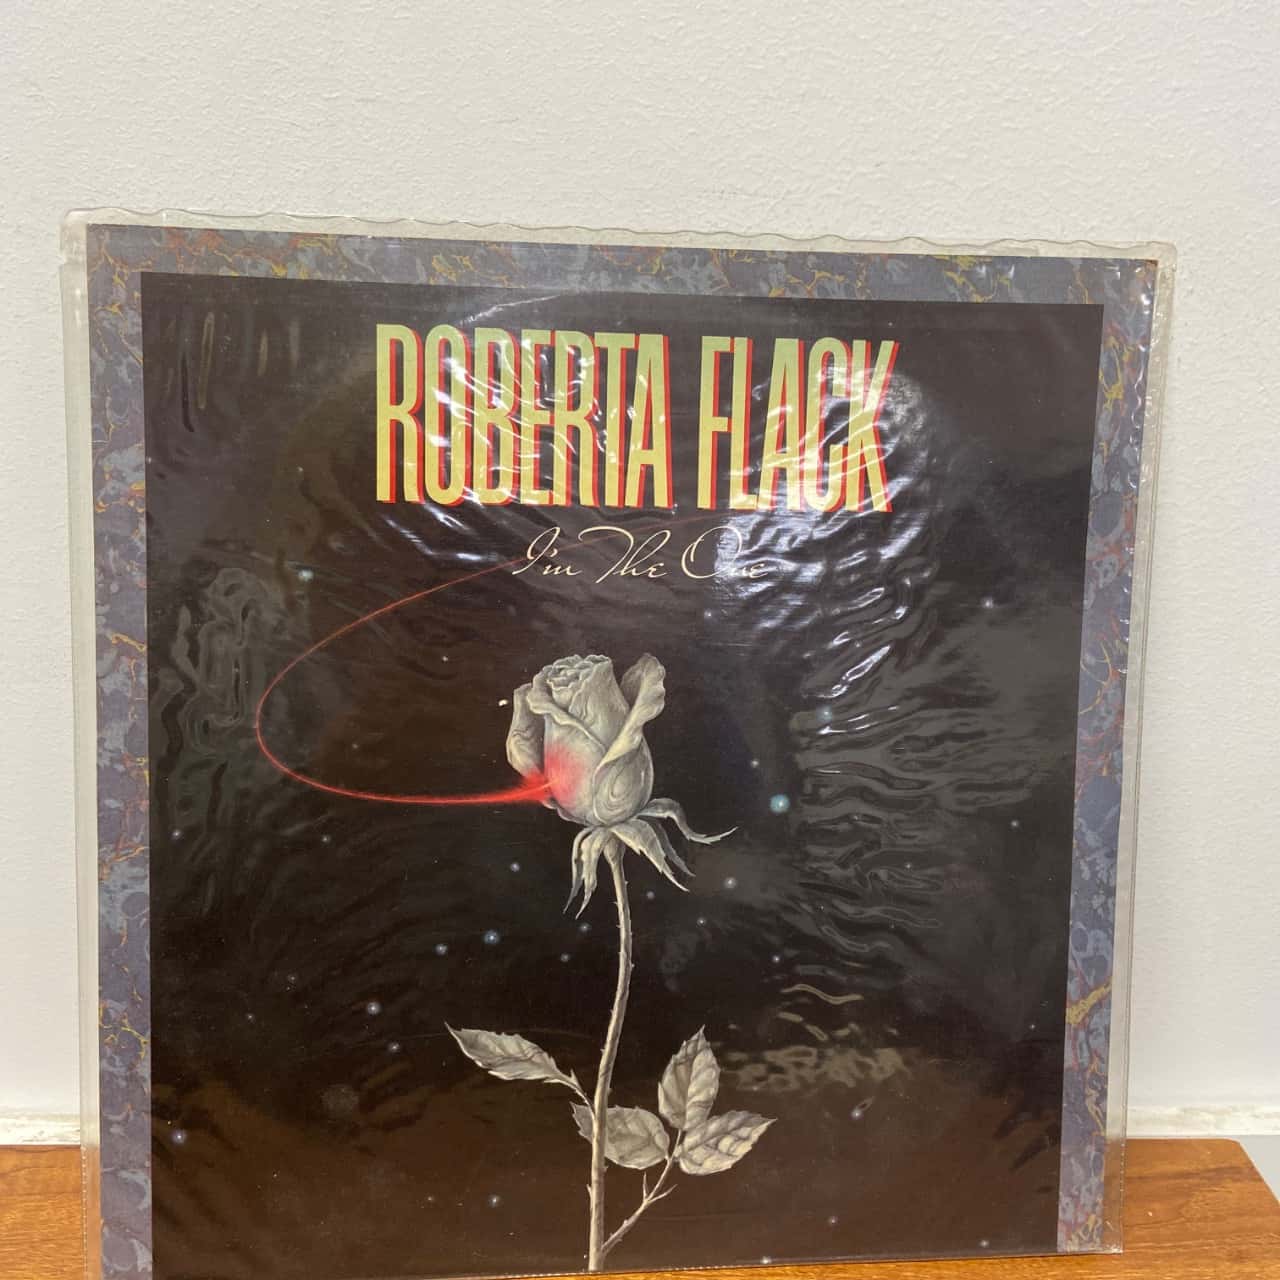 ROBERTA FLACK
I'm The One